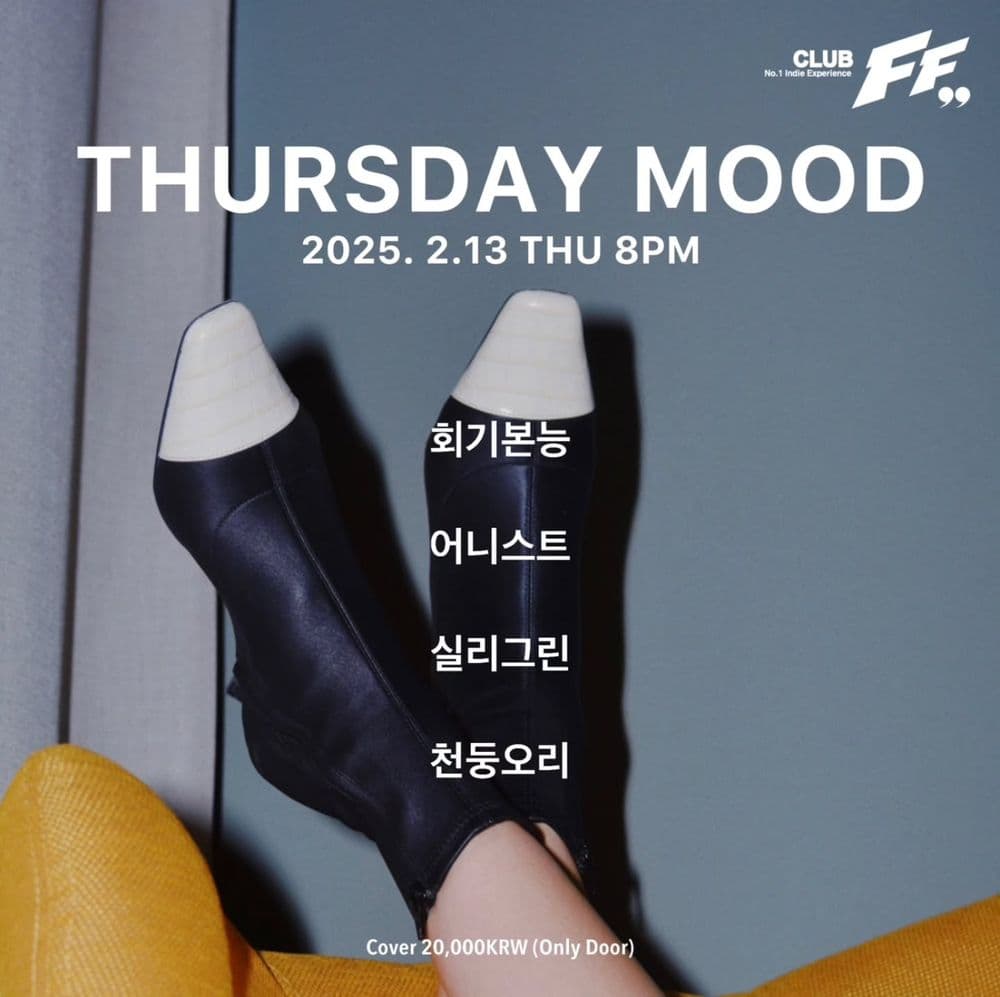 CLUB
No.1 Indie Experience
FF,,
THURSDAY MOOD
2025. 2.13 THU 8PM
회기본능
어니스트
실리그린
천둥오리
Cover 20,000KRW (Only Door)